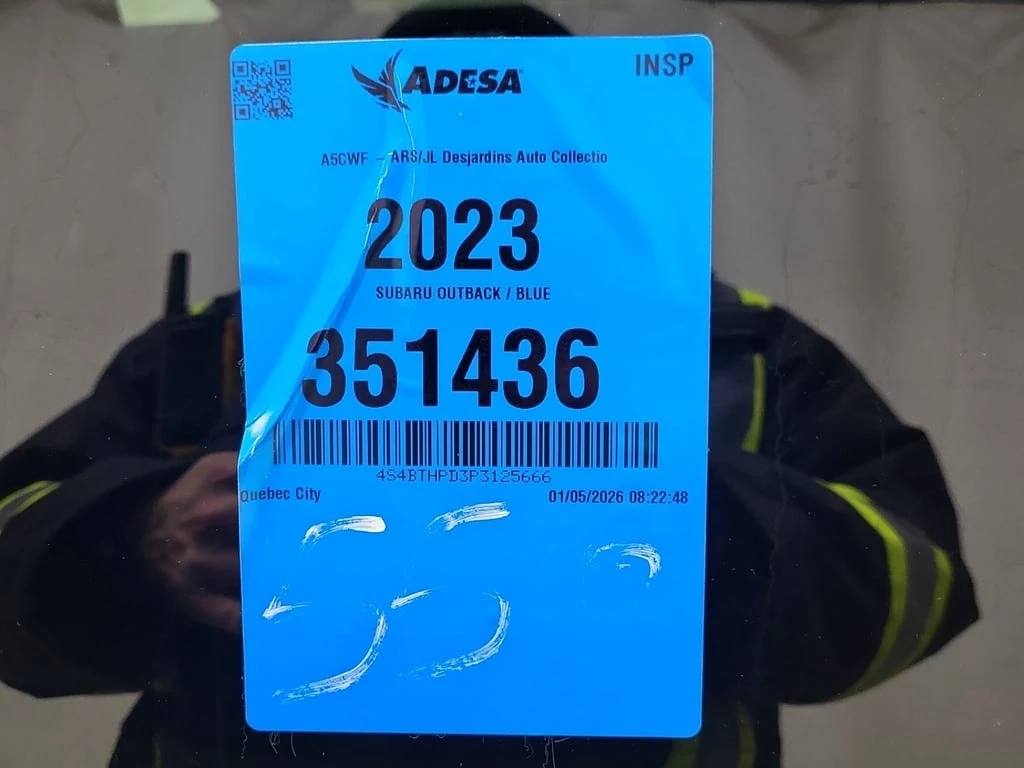 ADESA
INSP
A5CWF - ARS/JL Desjardins Auto Collectio
2023
SUBARU OUTBACK / BLUE
351436
4S4BTHPD3P3125666
Quebec City 01/05/2026 08:22:48